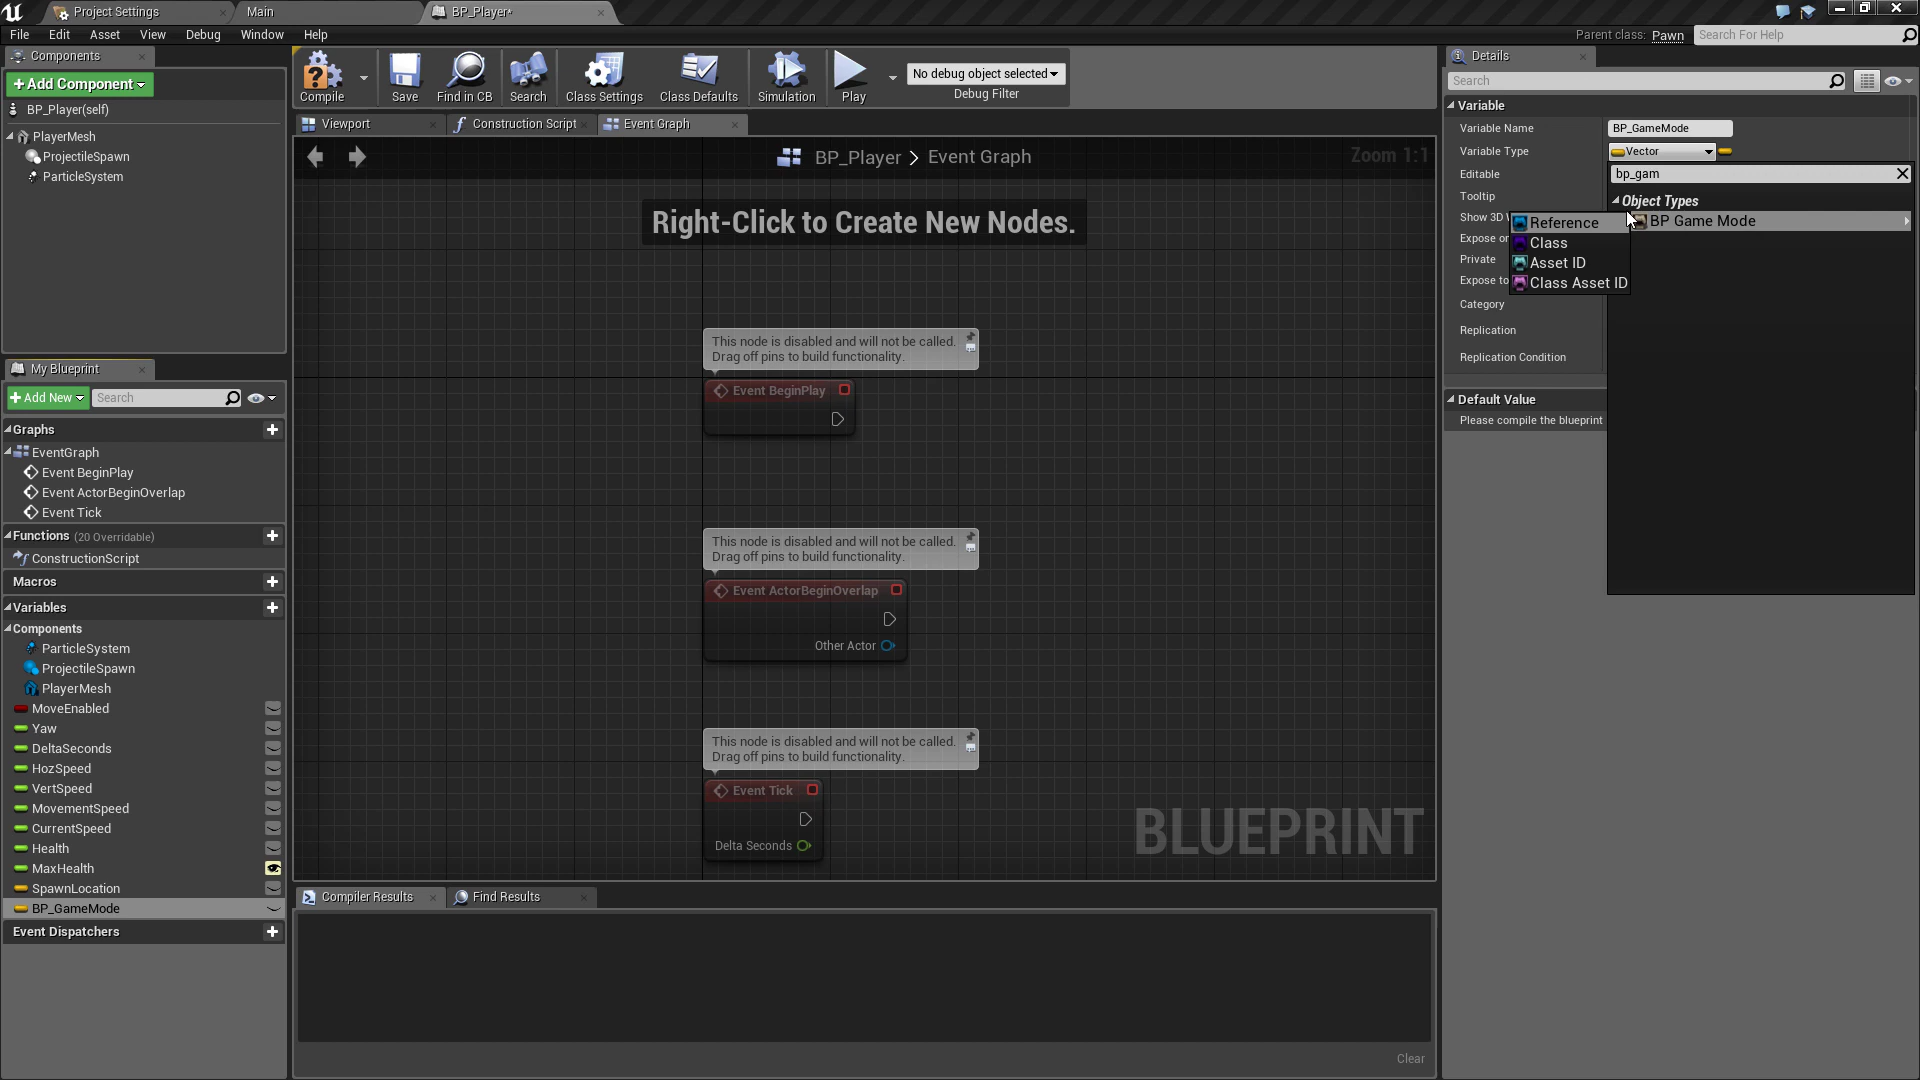 Project Settings
Main
BP_Player*
File
Edit
Asset
View
Debug
Window
Help
Parent class:
Pawn
Search For Help
Components
+Add Component
BP_Player(self)
PlayerMesh
ProjectileSpawn
ParticleSystem
Compile
Save
Find in CB
Search
Class Settings
Class Defaults
Simulation
Play
No debug object selected
Debug Filter
Viewport
Construction Script
Event Graph
BP_Player > Event Graph
Zoom 1:1
Right-Click to Create New Nodes.
This node is disabled and will not be called.
Drag off pins to build functionality.
Event BeginPlay
This node is disabled and will not be called.
Drag off pins to build functionality.
Event ActorBeginOverlap
Other Actor
This node is disabled and will not be called.
Drag off pins to build functionality.
Event Tick
Delta Seconds
BLUEPRINT
My Blueprint
+Add New
Search
Graphs
EventGraph
Event BeginPlay
Event ActorBeginOverlap
Event Tick
Functions (20 Overridable)
ConstructionScript
Macros
Variables
Components
ParticleSystem
ProjectileSpawn
PlayerMesh
MoveEnabled
Yaw
DeltaSeconds
HozSpeed
VertSpeed
MovementSpeed
CurrentSpeed
Health
MaxHealth
SpawnLocation
BP_GameMode
Event Dispatchers
Compiler Results
Find Results
Clear
Details
Search
Variable
Variable Name
BP_GameMode
Variable Type
Vector
Editable
bp_gam
Tooltip
Object Types
Show 3D
BP Game Mode
Reference
Class
Asset ID
Class Asset ID
Expose or
Private
Expose to
Category
Replication
Replication Condition
Default Value
Please compile the blueprint